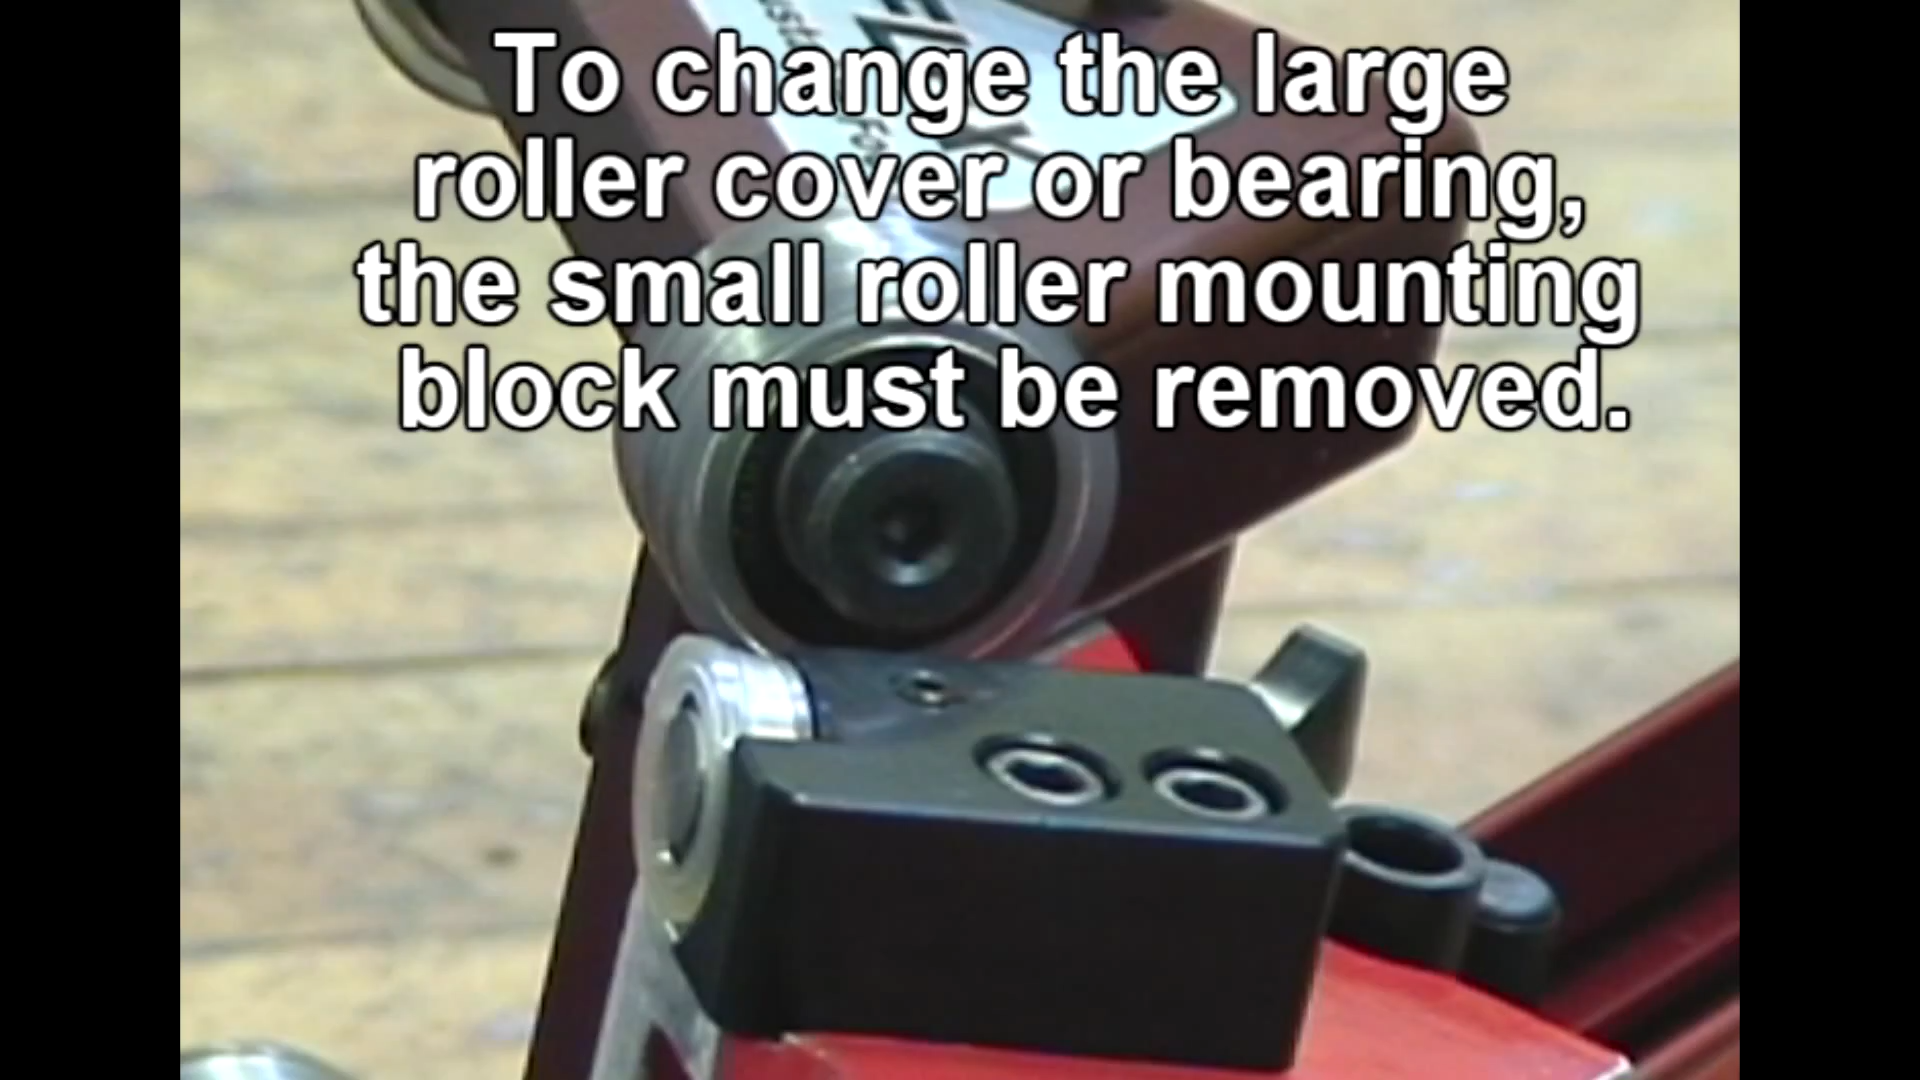 To change the large
roller cover or bearing,
the small roller mounting
block must be removed.